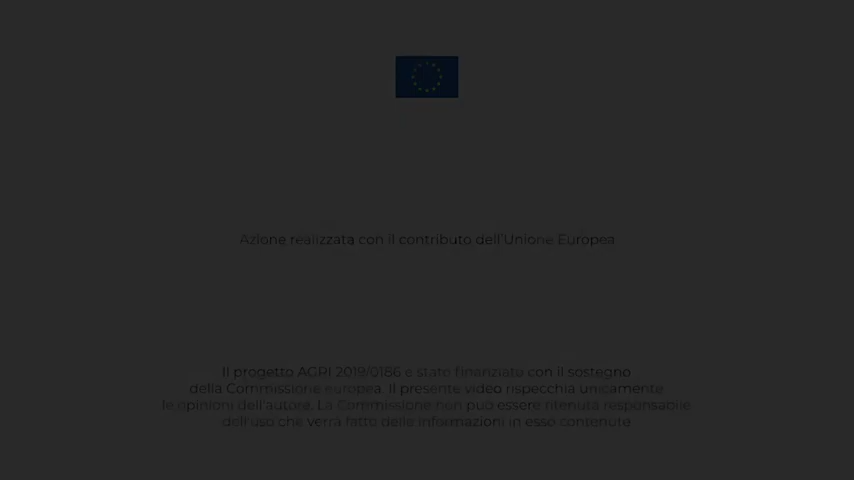 Azione realizzata con il contributo dell'Unione Europea
Il progetto AGRI 2019/0186 è stato finanziato con il sostegno
della Commissione europea. Il presente video rispecchia unicamente
le opinioni dell'autore. La Commissione non può essere ritenuta responsabile
dell'uso che verrà fatto delle informazioni in esso contenute